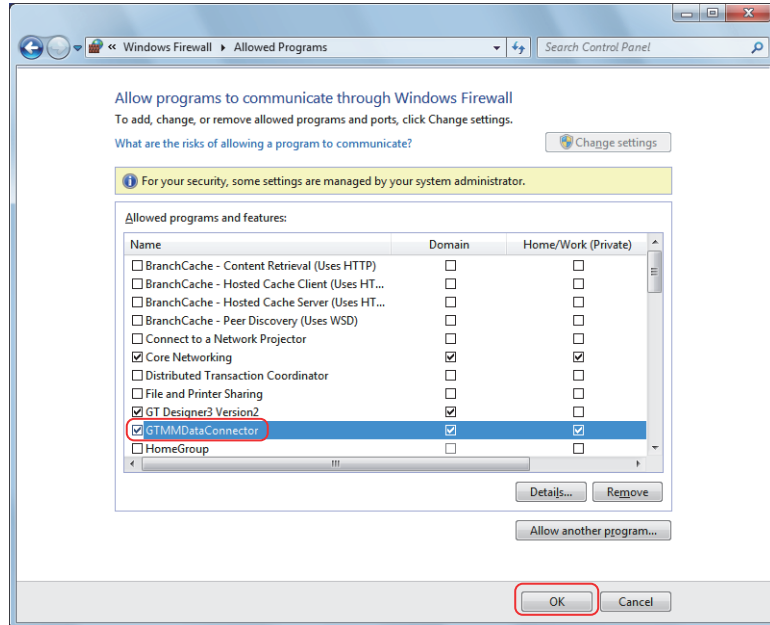 « Windows Firewall ▸ Allowed Programs
Search Control Panel
Allow programs to communicate through Windows Firewall
To add, change, or remove allowed programs and ports, click Change settings.
What are the risks of allowing a program to communicate?
Change settings
For your security, some settings are managed by your system administrator.
Allowed programs and features:
Name Domain Home/Work (Private)
BranchCache - Content Retrieval (Uses HTTP)
BranchCache - Hosted Cache Client (Uses HT...
BranchCache - Hosted Cache Server (Uses HT...
BranchCache - Peer Discovery (Uses WSD)
Connect to a Network Projector
Core Networking
Distributed Transaction Coordinator
File and Printer Sharing
GT Designer3 Version2
GTMMDataConnector
HomeGroup
Details... Remove
Allow another program...
OK Cancel